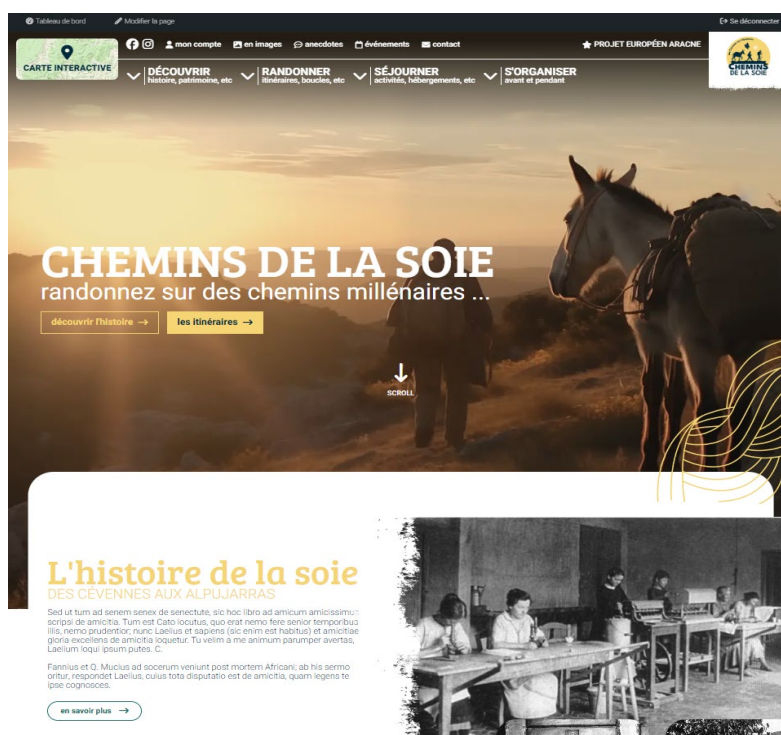 Tableau de bord
Modifier la page
Se déconnecter
CARTE INTERACTIVE
mon compte
en images
anecdotes
événements
contact
PROJET EUROPÉEN ARACNE
CHEMINS
DE LA SOIE
DÉCOUVRIR
histoire, patrimoine, etc
RANDONNER
itinéraires, boucles, etc
SÉJOURNER
activités, hébergements, etc
S'ORGANISER
avant et pendant
CHEMINS DE LA SOIE
randonnez sur des chemins millénaires ...
découvrir l'histoire →
les itinéraires →
SCROLL
L'histoire de la soie
DES CÉVENNES AUX ALPUJARRAS
Sed ut tum ad senem senex de senectute, sic hoc libro ad amicum amicissimus
scripsi de amicitia. Tum est Cato locutus, quo erat nemo fere senior temporibus
illis, nemo prudentior; nunc Laelius et sapiens (sic enim est habitus) et amicitiae
gloria excellens de amicitia loquetur. Tu velim a me animum parumper avertas,
Laelium loqui ipsum putes. C.
Fannius et Q. Mucius ad socerum veniunt post mortem Africani; ab his sermo
oritur, respondet Laelius, cuius tota disputatio est de amicitia, quam legens te
ipse cognosces.
en savoir plus →